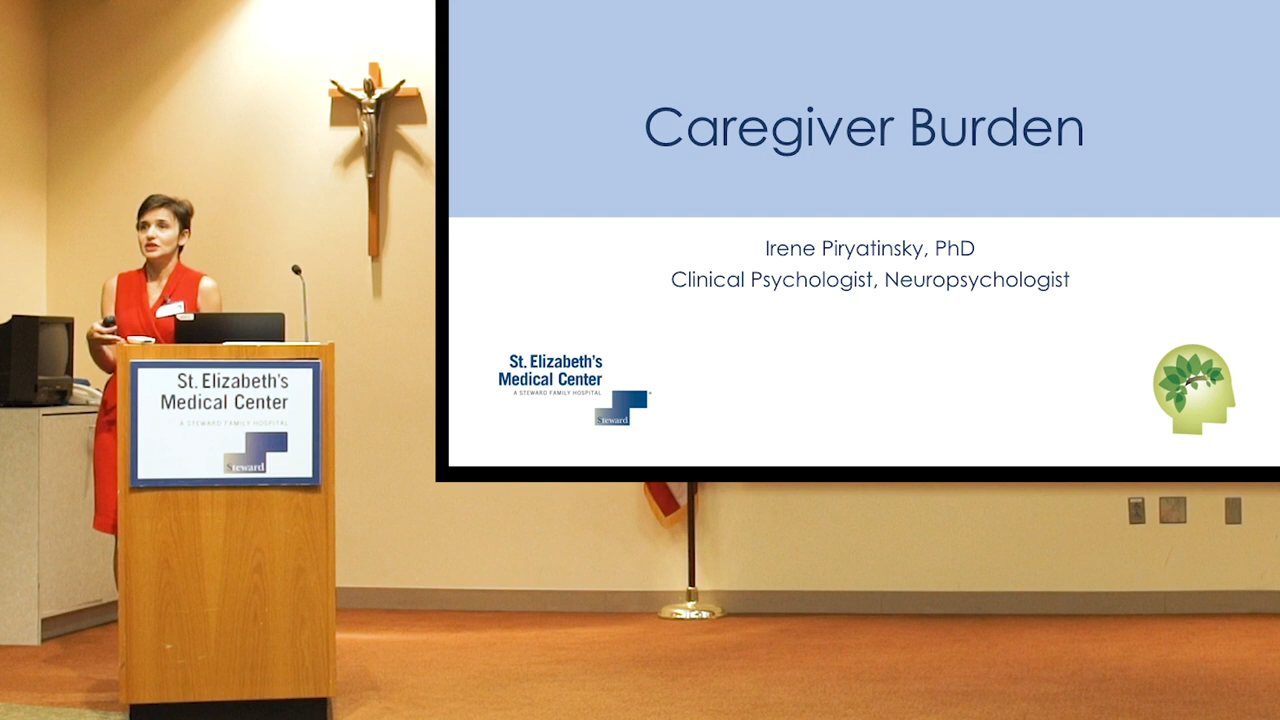 Caregiver Burden
Irene Piryatinsky, PhD
Clinical Psychologist, Neuropsychologist
St. Elizabeth's
Medical Center
A STEWARD FAMILY HOSPITAL
Steward
St. Elizabeth's
Medical Center
A STEWARD FAMILY HOSPITAL
Steward